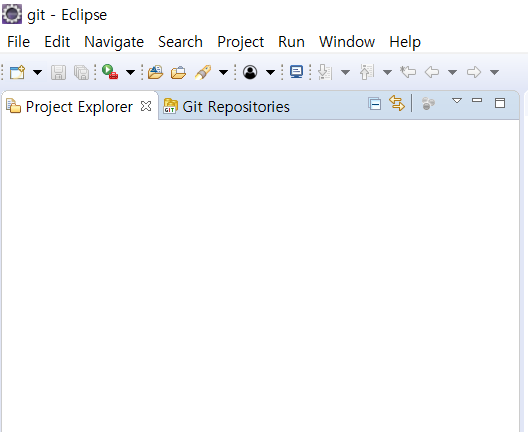 git - Eclipse
File Edit Navigate Search Project Run Window Help
Project Explorer Git Repositories